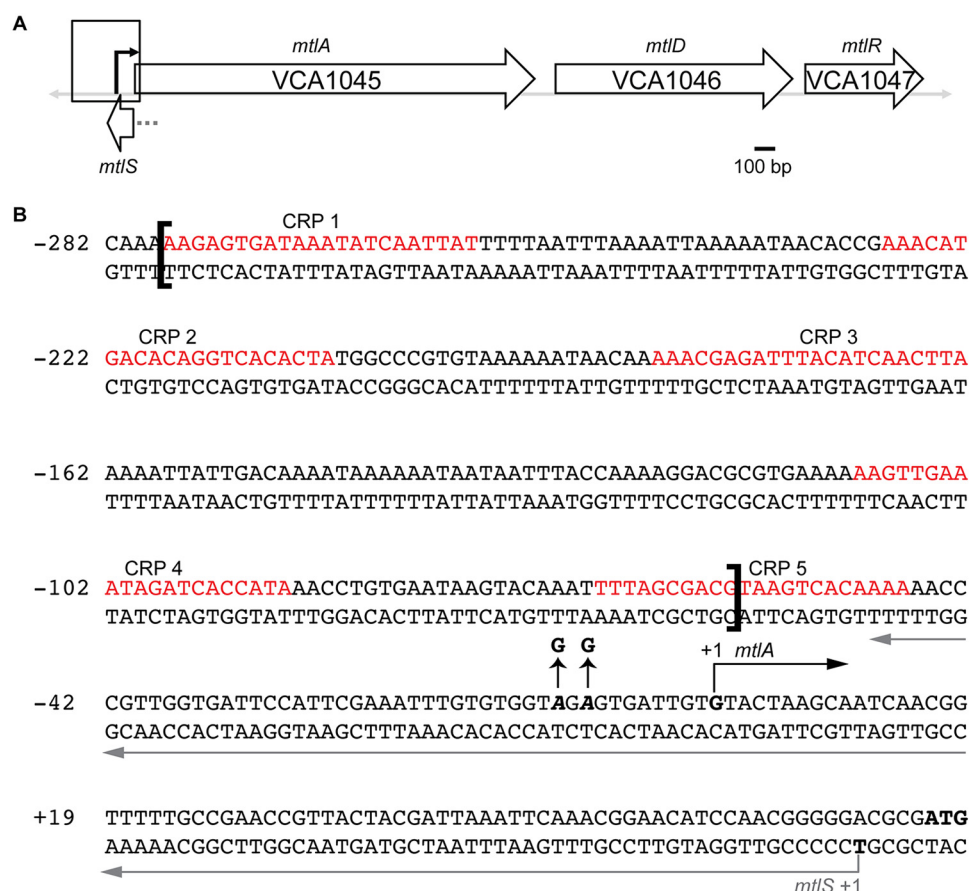 A
mtlA mtlD mtlR
VCA1045 VCA1046 VCA1047
mtlS
100 bp
B
CRP 1
−282 CAAAAAGAGTGATAAATATCAATTATTTTTAATTTAAAATTAAAAATAACACCGAAACAT
GTTTTTCTCACTATTTATAGTTAATAAAAATTAAATTTTAATTTTTATTGTGGCTTTGTA
CRP 2 CRP 3
−222 GACACAGGTCACACTATGGCCCGTGTAAAAAATAACAAAAACGAGATTTACATCAACTTA
CTGTGTCCAGTGTGATACCGGGCACATTTTTTATTGTTTTTGCTCTAAATGTAGTTGAAT
−162 AAAATTATTGACAAAATAAAAAATAATAATTTACCAAAAGGACGCGTGAAAAAAGTTGAA
TTTTAATAACTGTTTTATTTTTTATTATTAAATGGTTTTCCTGCGCACTTTTTTCAACTT
CRP 4 CRP 5
−102 ATAGATCACCATAAACCTGTGAATAAGTACAAATTTTAGCGACGTAAGTCACAAAAAACC
TATCTAGTGGTATTTGGACACTTATTCATGTTTAAAATCGCTGCATTCAGTGTTTTTTGG
G G +1 mtlA
−42 CGTTGGTGATTCCATTCGAAATTTGTGTGGTAGAGTGATTGTGTACTAAGCAATCAACGG
GCAACCACTAAGGTAAGCTTTAAACACACCATCTCACTAACACATGATTCGTTAGTTGCC
+19 TTTTTGCCGAACCGTTACTACGATTAAATTCAAACGGAACATCCAACGGGGGACGCGATG
AAAAACGGCTTGGCAATGATGCTAATTTAAGTTTGCCTTGTAGGTTGCCCCCTGCGCTAC
mtlS +1